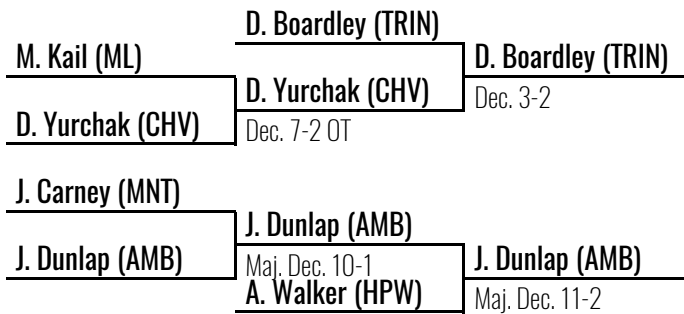 D. Boardley (TRIN)
M. Kail (ML)
D. Boardley (TRIN)
D. Yurchak (CHV)
Dec. 3-2
D. Yurchak (CHV)
Dec. 7-2 OT
J. Carney (MNT)
J. Dunlap (AMB)
J. Dunlap (AMB)
Maj. Dec. 10-1
J. Dunlap (AMB)
A. Walker (HPW)
Maj. Dec. 11-2